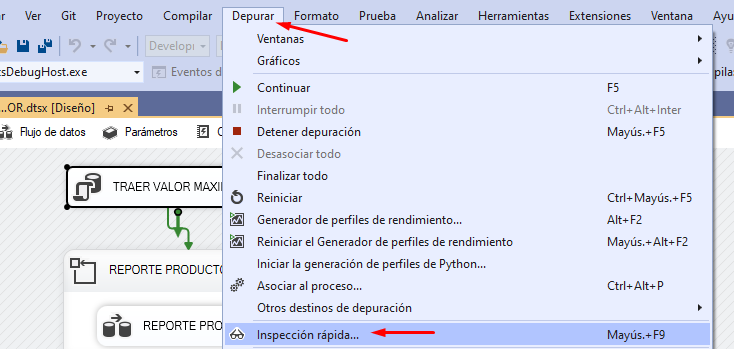 Ver Git Proyecto Compilar Depurar Formato Prueba Analizar Herramientas Extensiones Ventana
Ventanas
Gráficos
Continuar F5
Interrumpir todo Ctrl+Alt+Inter
Detener depuración Mayús.+F5
Desasociar todo
Finalizar todo
Reiniciar Ctrl+Mayús.+F5
Generador de perfiles de rendimiento... Alt+F2
Reiniciar el Generador de perfiles de rendimiento Mayús.+Alt+F2
Iniciar la generación de perfiles de Python...
Asociar al proceso... Ctrl+Alt+P
Otros destinos de depuración
Inspección rápida... Mayús.+F9
Develop
tsDebugHost.exe Eventos d
pilas
...OR.dtsx [Diseño]
Flujo de datos Parámetros
TRAER VALOR MAXI
REPORTE PRODUCTO
REPORTE PRO